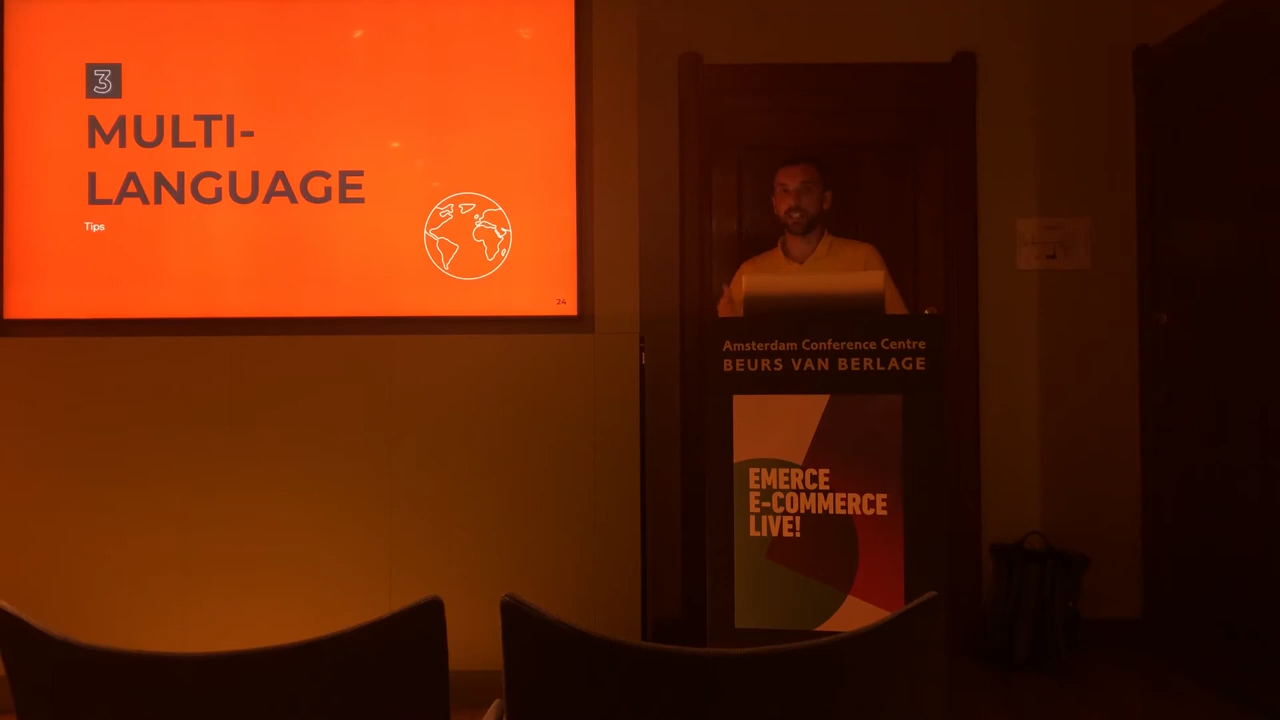 3
MULTI-
LANGUAGE
Tips
24
Amsterdam Conference Centre
BEURS VAN BERLAGE
EMERCE
E-COMMERCE
LIVE!